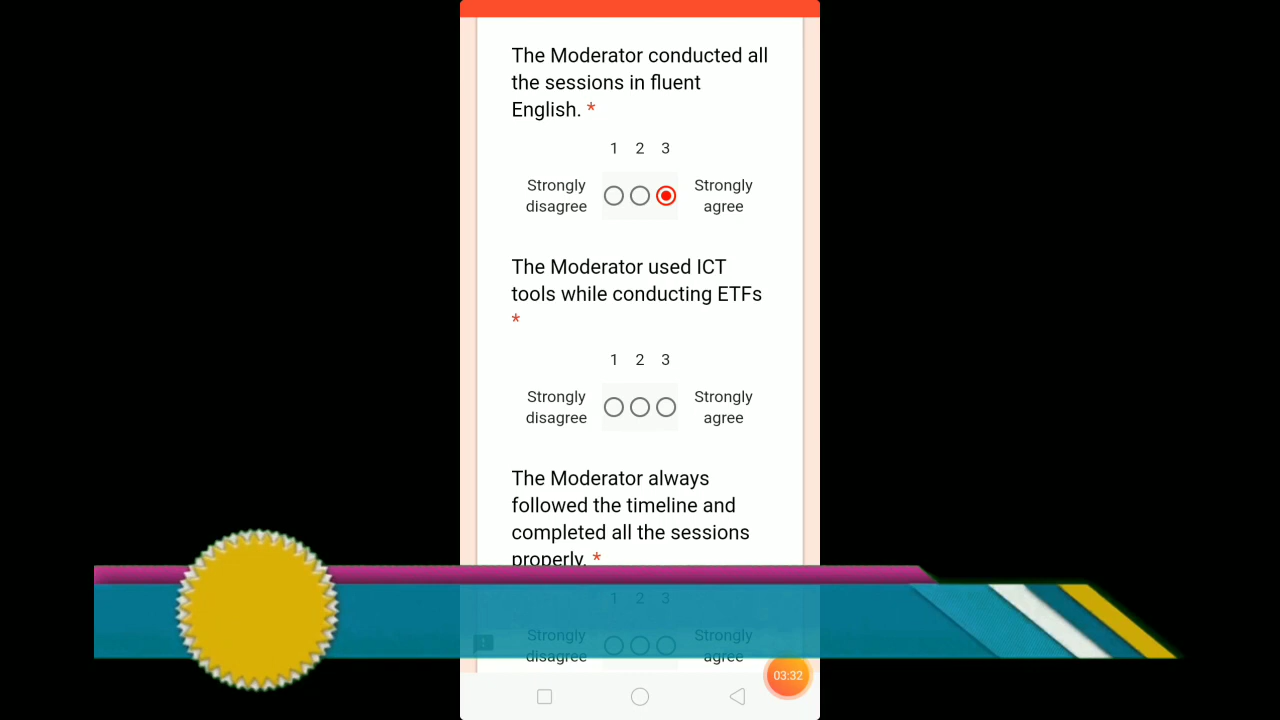 The Moderator conducted all
the sessions in fluent
English. *
1 2 3
Strongly
disagree
Strongly
agree
The Moderator used ICT
tools while conducting ETFs
*
1 2 3
Strongly
disagree
Strongly
agree
The Moderator always
followed the timeline and
completed all the sessions
properly. *
1 2 3
Strongly
disagree
Strongly
agree
03:32